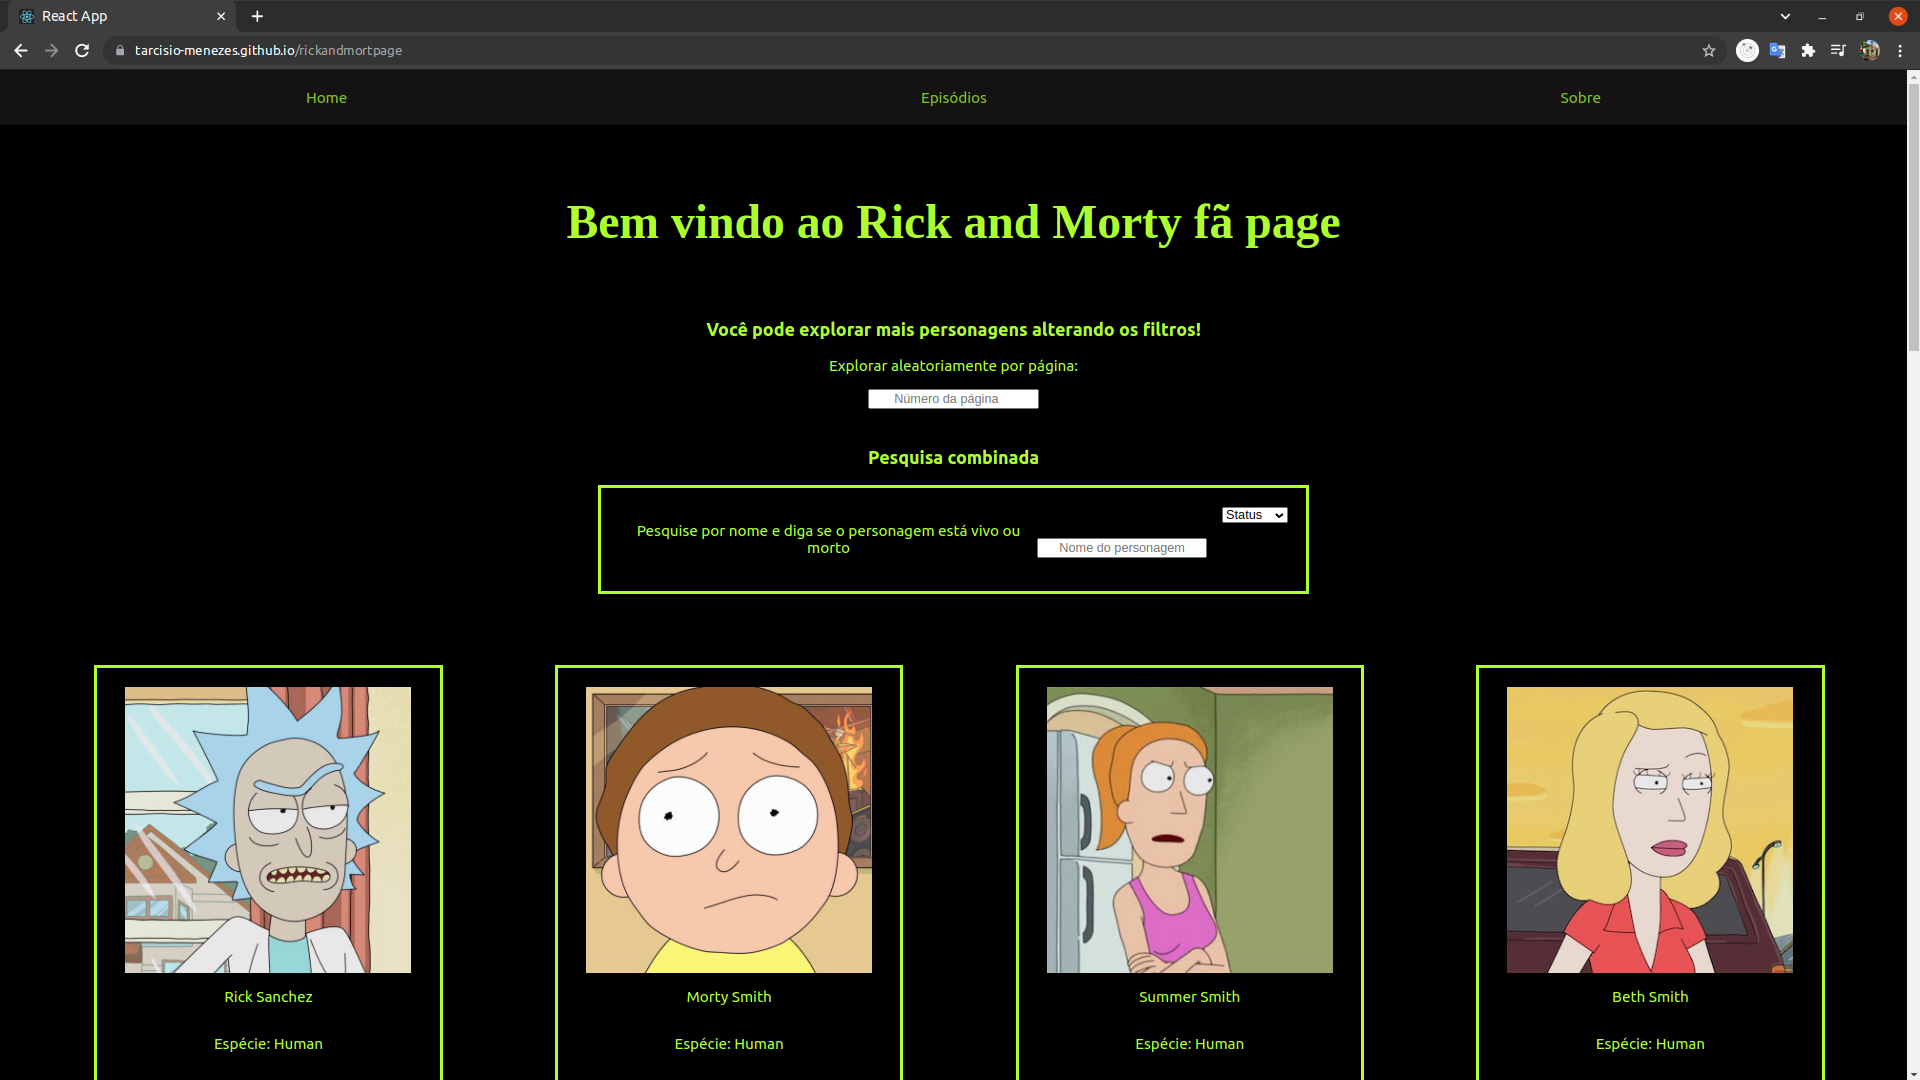 React App
tarcisio-menezes.github.io/rickandmortpage
Home
Episódios
Sobre
Bem vindo ao Rick and Morty fã page
Você pode explorar mais personagens alterando os filtros!
Explorar aleatoriamente por página:
Número da página
Pesquisa combinada
Status
Pesquise por nome e diga se o personagem está vivo ou
morto
Nome do personagem
Rick Sanchez
Morty Smith
Summer Smith
Beth Smith
Espécie: Human
Espécie: Human
Espécie: Human
Espécie: Human